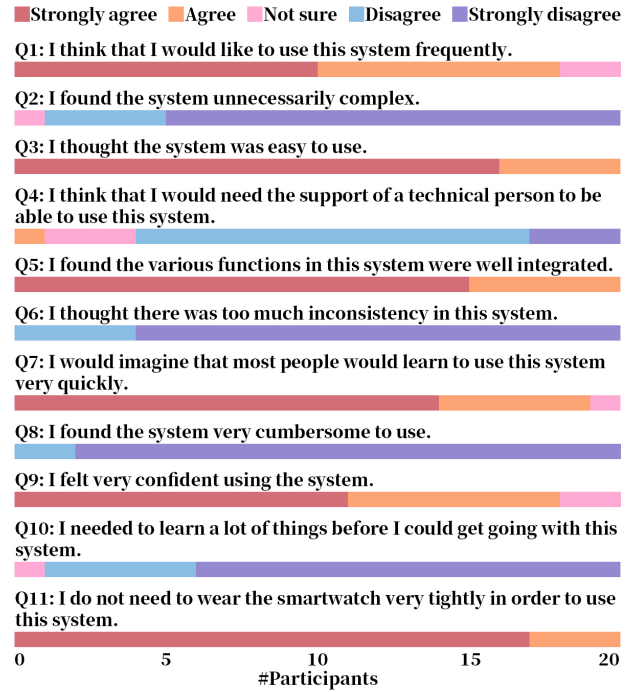 Strongly agree Agree Not sure Disagree Strongly disagree
Q1: I think that I would like to use this system frequently.
Q2: I found the system unnecessarily complex.
Q3: I thought the system was easy to use.
Q4: I think that I would need the support of a technical person to be
able to use this system.
Q5: I found the various functions in this system were well integrated.
Q6: I thought there was too much inconsistency in this system.
Q7: I would imagine that most people would learn to use this system
very quickly.
Q8: I found the system very cumbersome to use.
Q9: I felt very confident using the system.
Q10: I needed to learn a lot of things before I could get going with this
system.
Q11: I do not need to wear the smartwatch very tightly in order to use
this system.
0 5 10 15 20
#Participants